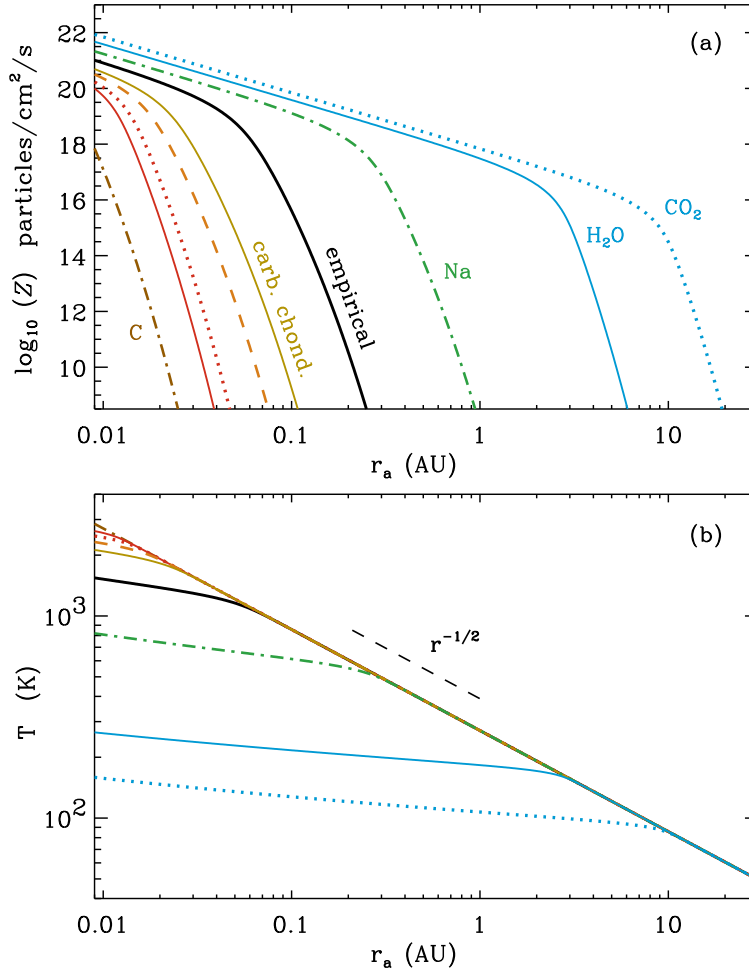 (a)
22
20
18
16
14
12
10
log₁₀ (Z) particles/cm²/s
C
carb. chond.
empirical
Na
H₂O
CO₂
0.01 0.1 1 10
rₐ (AU)
(b)
10³
10²
T (K)
r⁻¹/²
0.01 0.1 1 10
rₐ (AU)